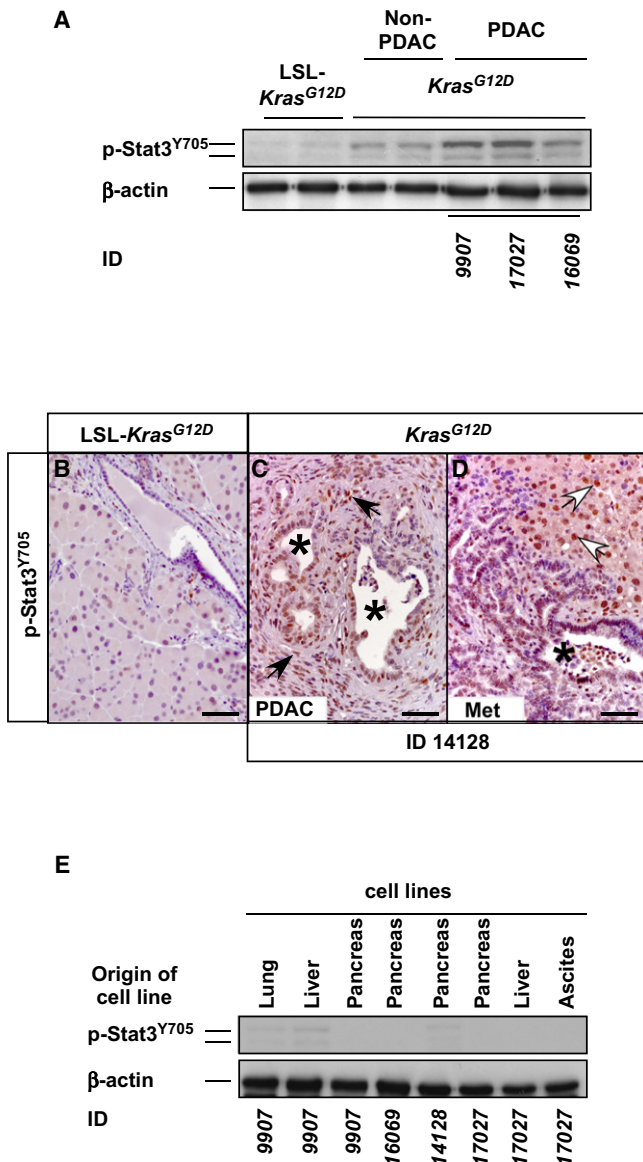 A
Non-
PDAC
PDAC
LSL-
KrasG12D
KrasG12D
p-Stat3Y705
β-actin
ID
9907
17027
16069
LSL-KrasG12D
KrasG12D
p-Stat3Y705
B
C
D
*
*
*
PDAC
Met
ID 14128
E
cell lines
Origin of
cell line
Lung
Liver
Pancreas
Pancreas
Pancreas
Pancreas
Liver
Ascites
p-Stat3Y705
β-actin
ID
9907
9907
9907
16069
14128
17027
17027
17027